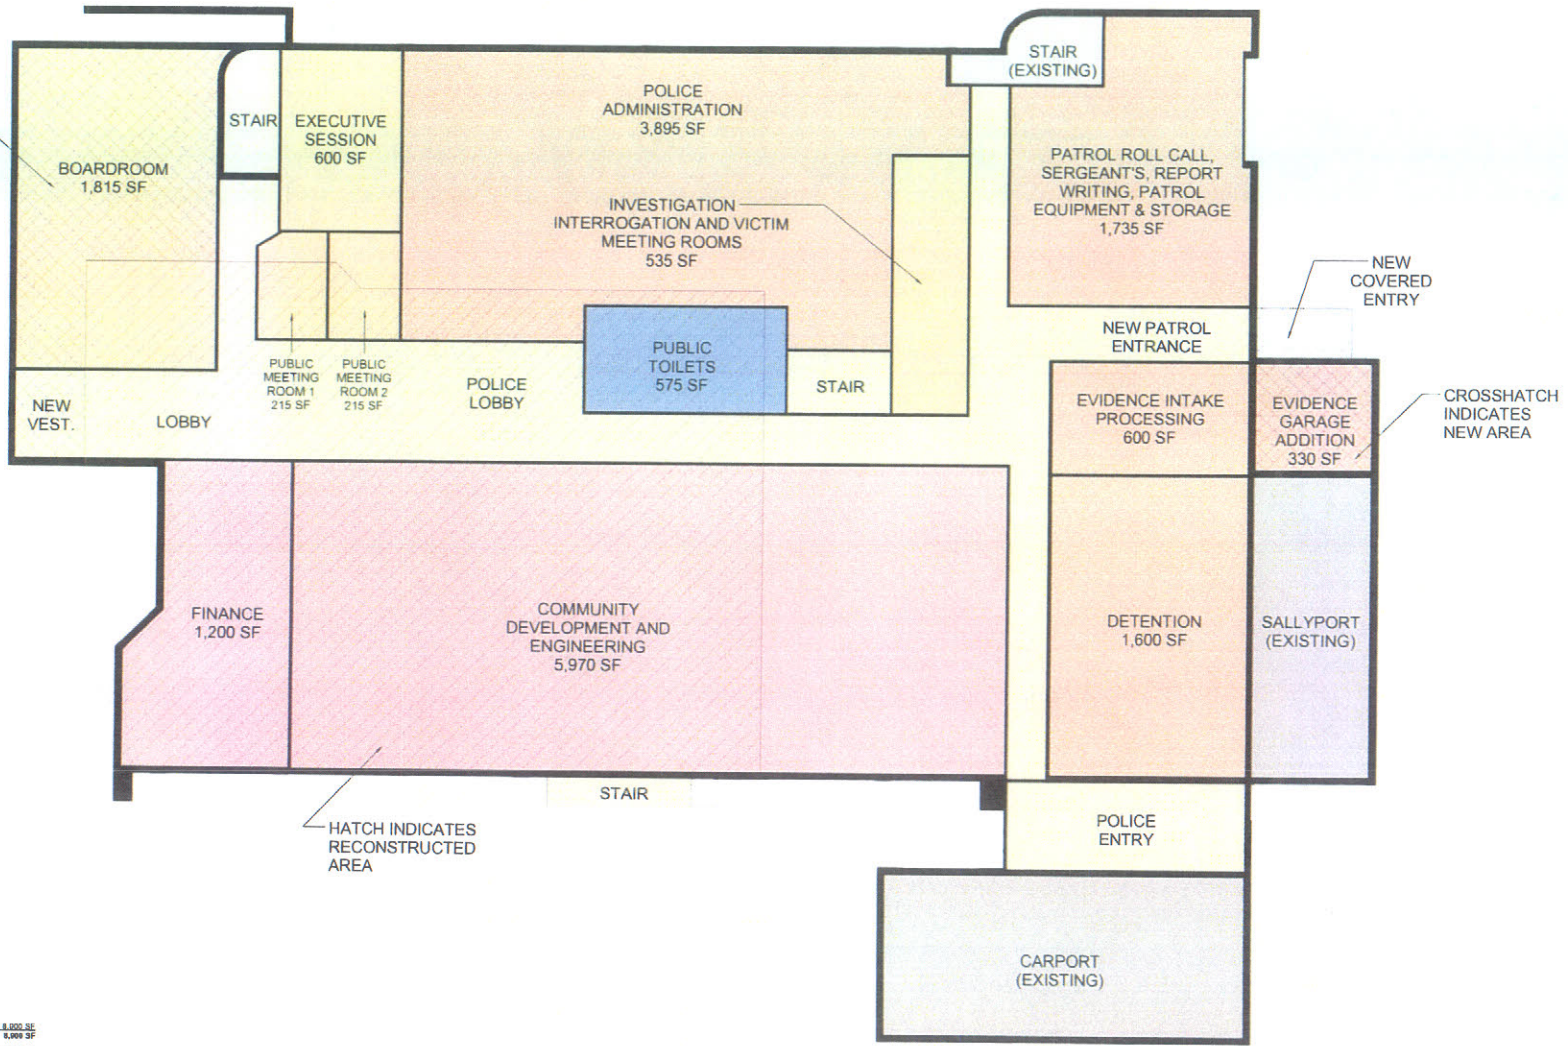 STAIR
(EXISTING)
POLICE
ADMINISTRATION
3,895 SF
STAIR
EXECUTIVE
SESSION
600 SF
BOARDROOM
1,815 SF
PATROL ROLL CALL,
SERGEANT'S, REPORT
WRITING, PATROL
EQUIPMENT & STORAGE
1,735 SF
INVESTIGATION
INTERROGATION AND VICTIM
MEETING ROOMS
535 SF
NEW
COVERED
ENTRY
NEW PATROL
ENTRANCE
PUBLIC
TOILETS
575 SF
PUBLIC
MEETING
ROOM 1
215 SF
PUBLIC
MEETING
ROOM 2
215 SF
POLICE
LOBBY
STAIR
NEW
VEST.
LOBBY
EVIDENCE INTAKE
PROCESSING
600 SF
EVIDENCE
GARAGE
ADDITION
330 SF
CROSSHATCH
INDICATES
NEW AREA
FINANCE
1,200 SF
COMMUNITY
DEVELOPMENT AND
ENGINEERING
5,970 SF
DETENTION
1,600 SF
SALLYPORT
(EXISTING)
STAIR
HATCH INDICATES
RECONSTRUCTED
AREA
POLICE
ENTRY
CARPORT
(EXISTING)